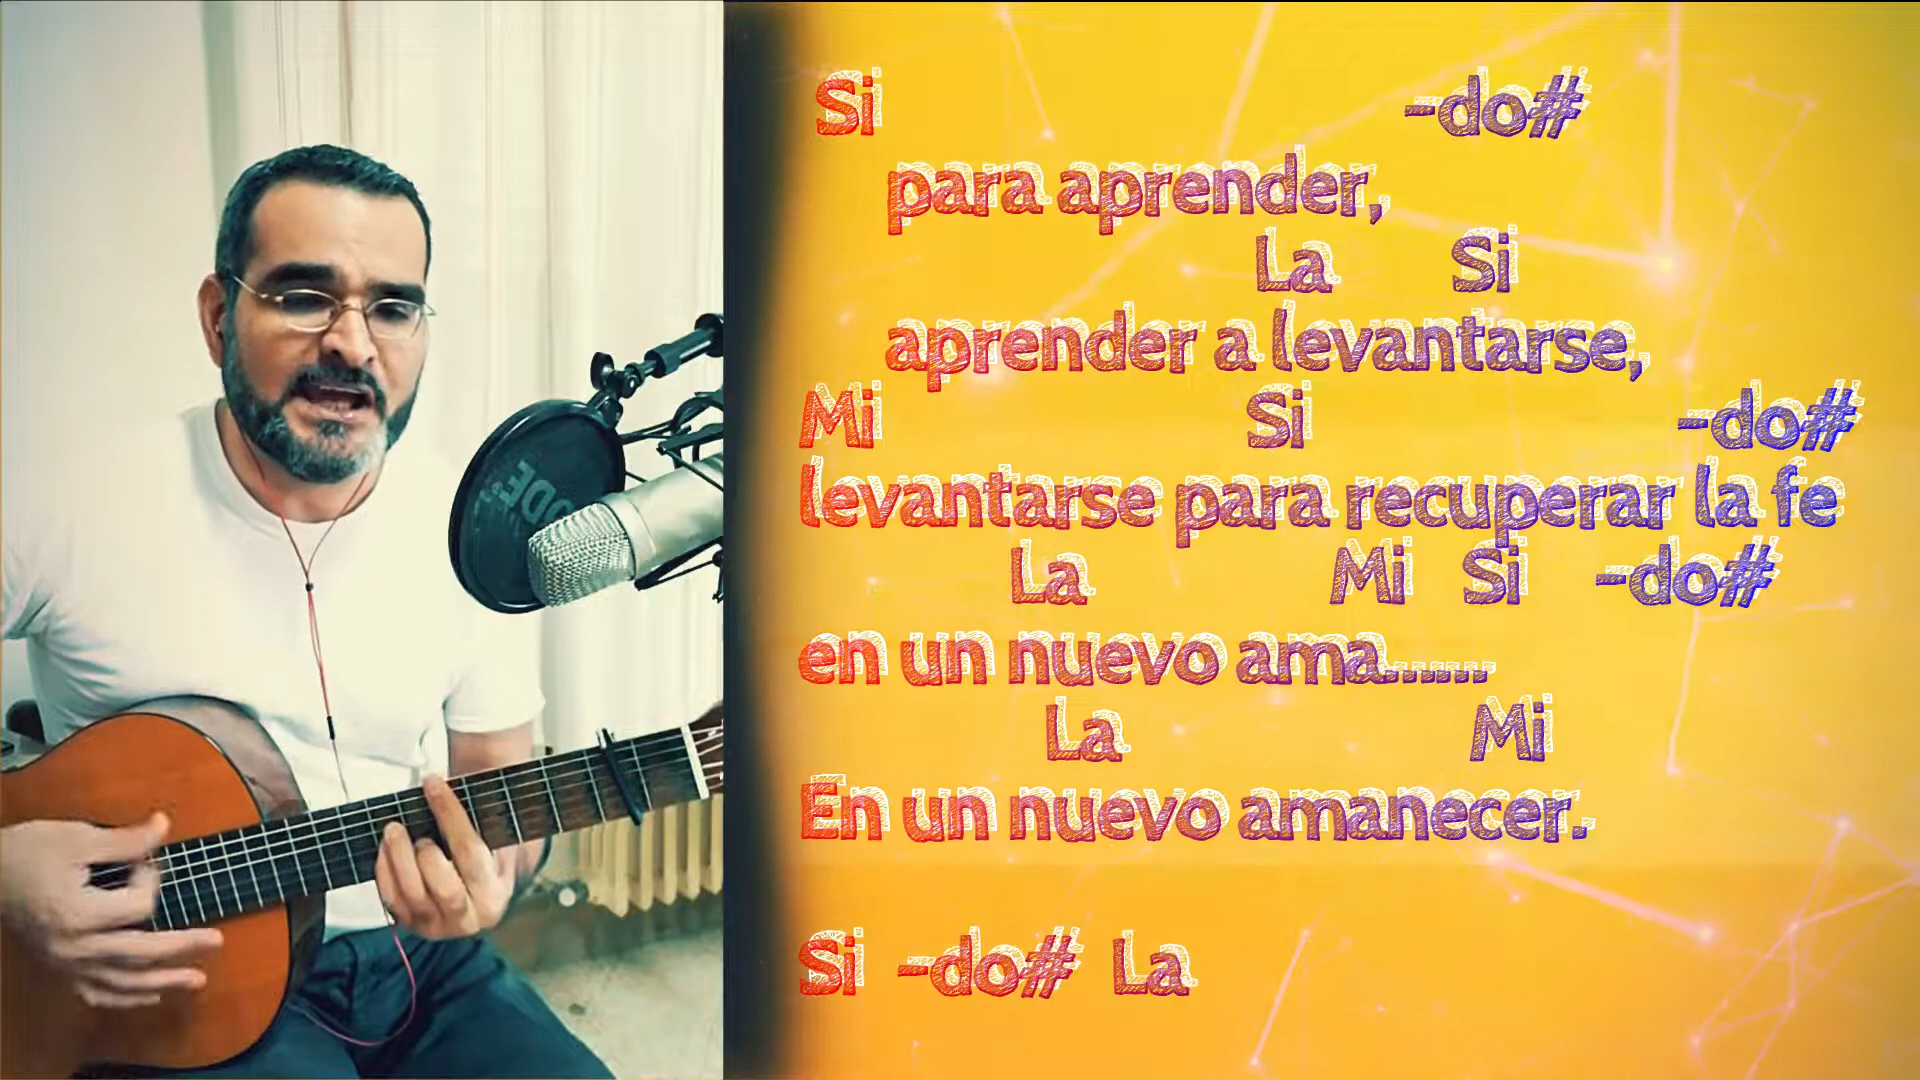 Si -do#
para aprender,
La Si
aprender a levantarse,
Mi Si -do#
levantarse para recuperar la fe
La Mi Si -do#
en un nuevo ama.......
La Mi
En un nuevo amanecer.
Si -do# La